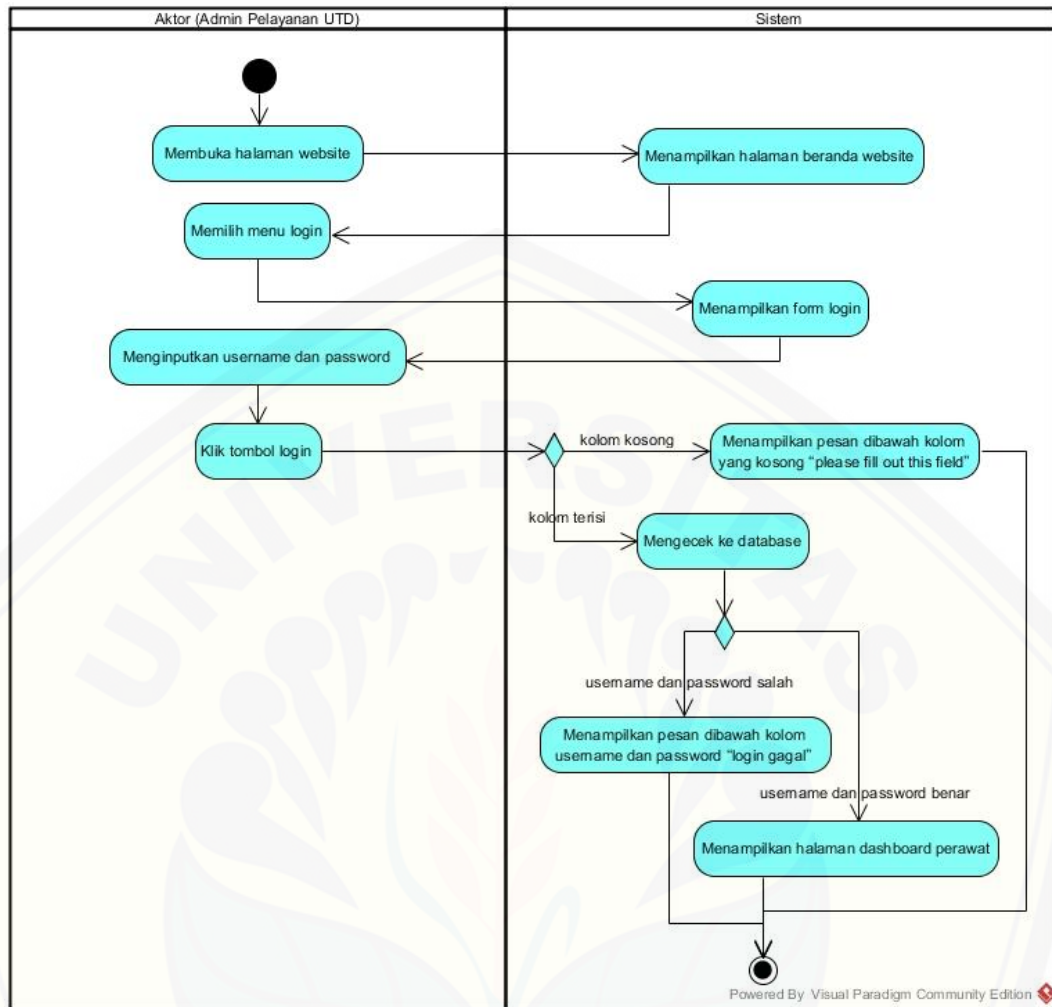 Aktor (Admin Pelayanan UTD)
Sistem
Membuka halaman website
Menampilkan halaman beranda website
Memilih menu login
Menampilkan form login
Menginputkan username dan password
Klik tombol login
kolom kosong
Menampilkan pesan dibawah kolom
yang kosong “please fill out this field”
kolom terisi
Mengecek ke database
username dan password salah
Menampilkan pesan dibawah kolom
username dan password “login gagal”
username dan password benar
Menampilkan halaman dashboard perawat
UNIVERSITAS
Powered By Visual Paradigm Community Edition